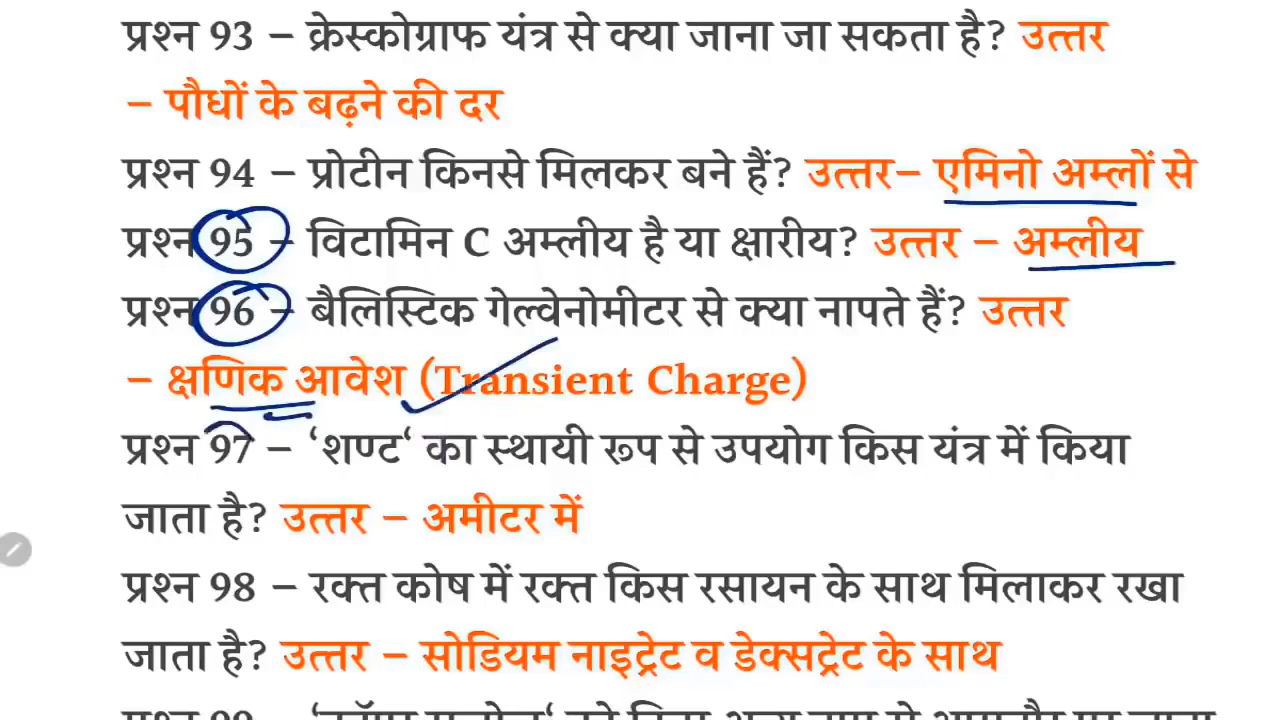 प्रश्न 93 – क्रेस्कोग्राफ यंत्र से क्या जाना जा सकता है? उत्तर
– पौधों के बढ़ने की दर
प्रश्न 94 – प्रोटीन किनसे मिलकर बने हैं? उत्तर– एमिनो अम्लों से
प्रश्न 95 – विटामिन C अम्लीय है या क्षारीय? उत्तर – अम्लीय
प्रश्न 96 – बैलिस्टिक गेल्वेनोमीटर से क्या नापते हैं? उत्तर
– क्षणिक आवेश (Transient Charge)
प्रश्न 97 – ‘शण्ट‘ का स्थायी रूप से उपयोग किस यंत्र में किया
जाता है? उत्तर – अमीटर में
प्रश्न 98 – रक्त कोष में रक्त किस रसायन के साथ मिलाकर रखा
जाता है? उत्तर – सोडियम नाइट्रेट व डेक्सट्रेट के साथ